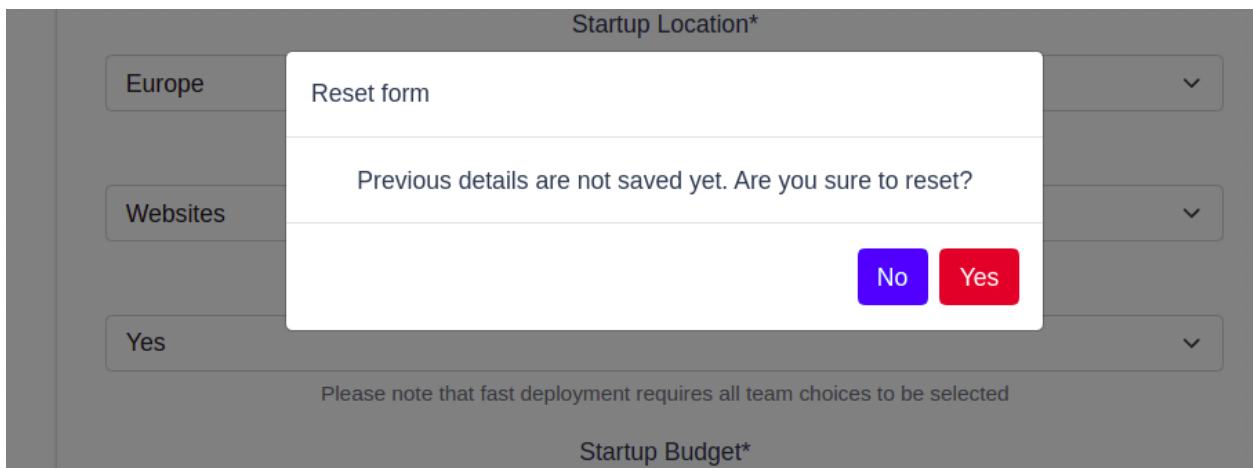 Startup Location*
Europe
Reset form
Previous details are not saved yet. Are you sure to reset?
Websites
No Yes
Yes
Please note that fast deployment requires all team choices to be selected
Startup Budget*